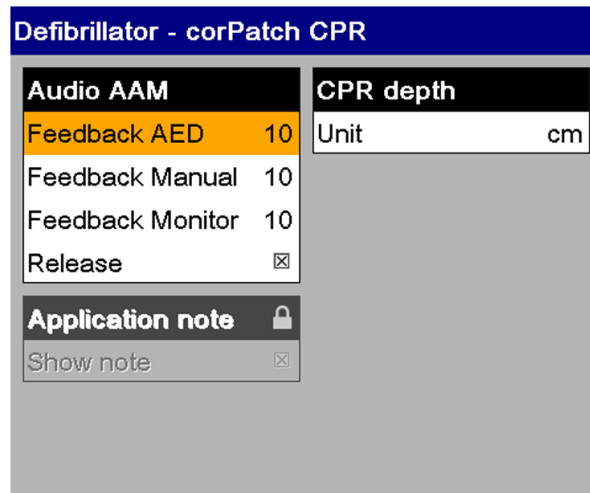 Defibrillator - corPatch CPR
Audio AAM
Feedback AED 10
Feedback Manual 10
Feedback Monitor 10
Release ☒
Application note
Show note ☒
CPR depth
Unit cm